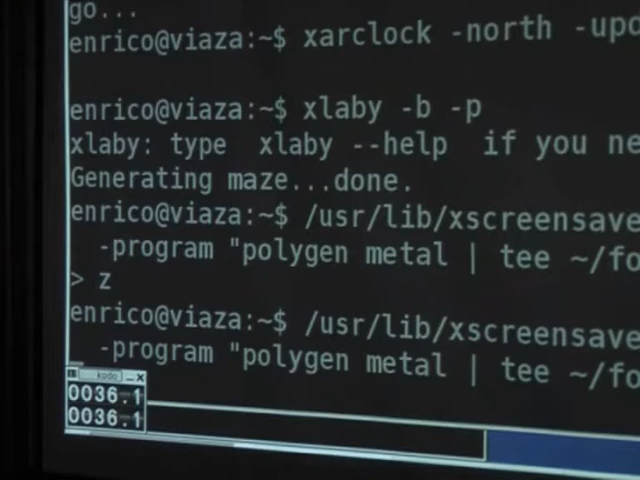 go...
enrico@viaza:~$ xarclock -north -upd
enrico@viaza:~$ xlaby -b -p
xlaby: type  xlaby --help  if you ne
Generating maze...done.
enrico@viaza:~$ /usr/lib/xscreensave
-program "polygen metal | tee ~/fo
> z
enrico@viaza:~$ /usr/lib/xscreensave
-program "polygen metal | tee ~/fo
kodo
0036.1
0036.1